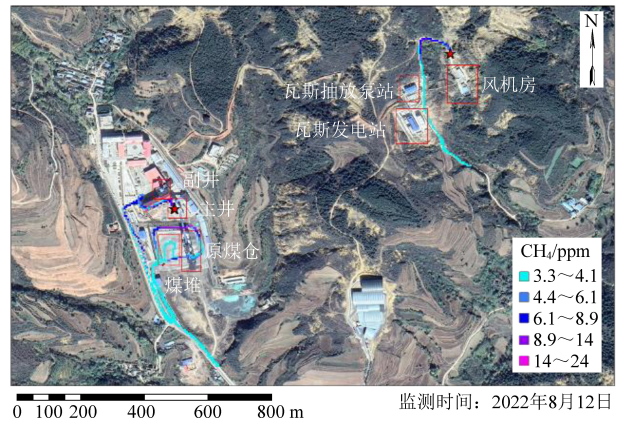 N
瓦斯抽放泵站
风机房
瓦斯发电站
副井
主井
原煤仓
煤堆
CH₄/ppm
3.3～4.1
4.4～6.1
6.1～8.9
8.9～14
14～24
0 100 200 400 600 800 m
监测时间：2022年8月12日